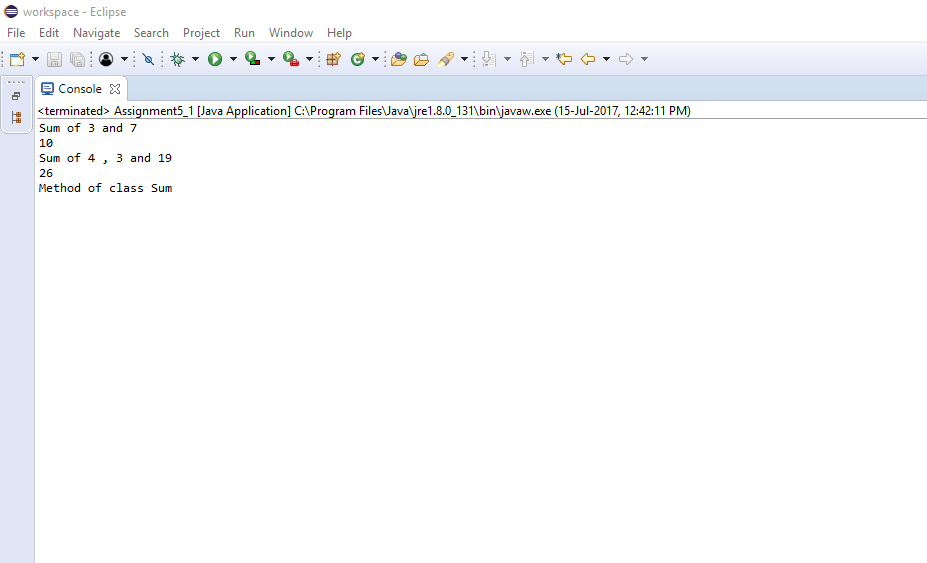 workspace - Eclipse
File Edit Navigate Search Project Run Window Help
Console
<terminated> Assignment5_1 [Java Application] C:\Program Files\Java\jre1.8.0_131\bin\javaw.exe (15-Jul-2017, 12:42:11 PM)
Sum of 3 and 7
10
Sum of 4 , 3 and 19
26
Method of class Sum